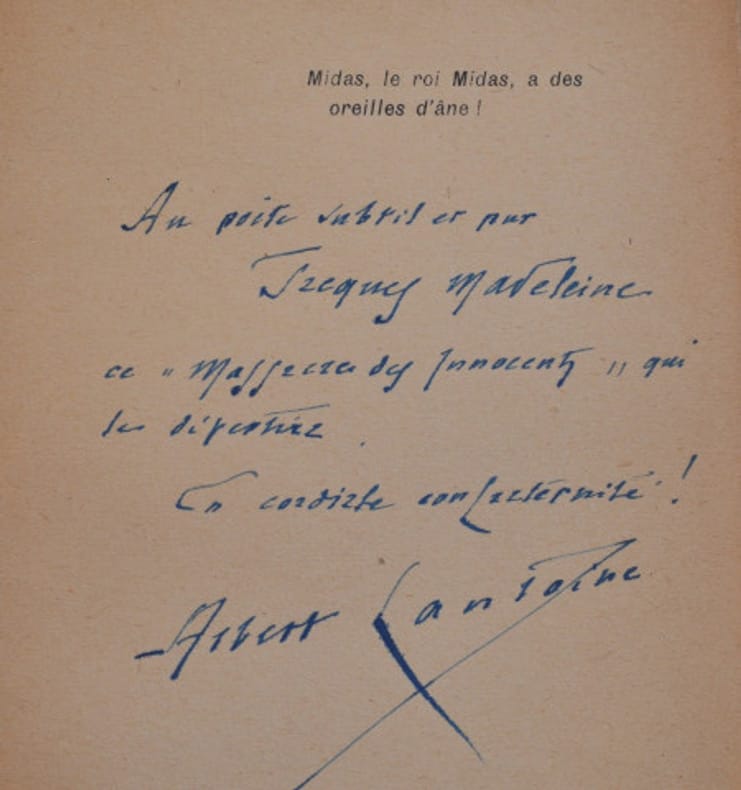 Midas, le roi Midas, a des
oreilles d'âne !
Au poète subtil et pur
Jacques Madeleine
ce " Massacre des Innocents " qui
le divertira
En cordiale confraternité !
Albert Lantoine